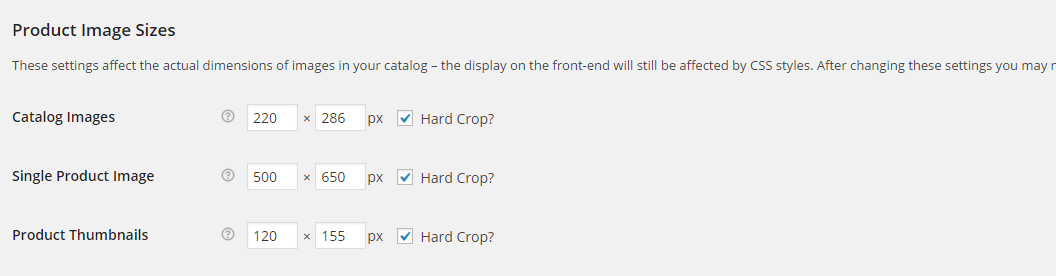 Product Image Sizes
These settings affect the actual dimensions of images in your catalog – the display on the front-end will still be affected by CSS styles. After changing these settings you may
Catalog Images ? 220 × 286 px Hard Crop?
Single Product Image ? 500 × 650 px Hard Crop?
Product Thumbnails ? 120 × 155 px Hard Crop?